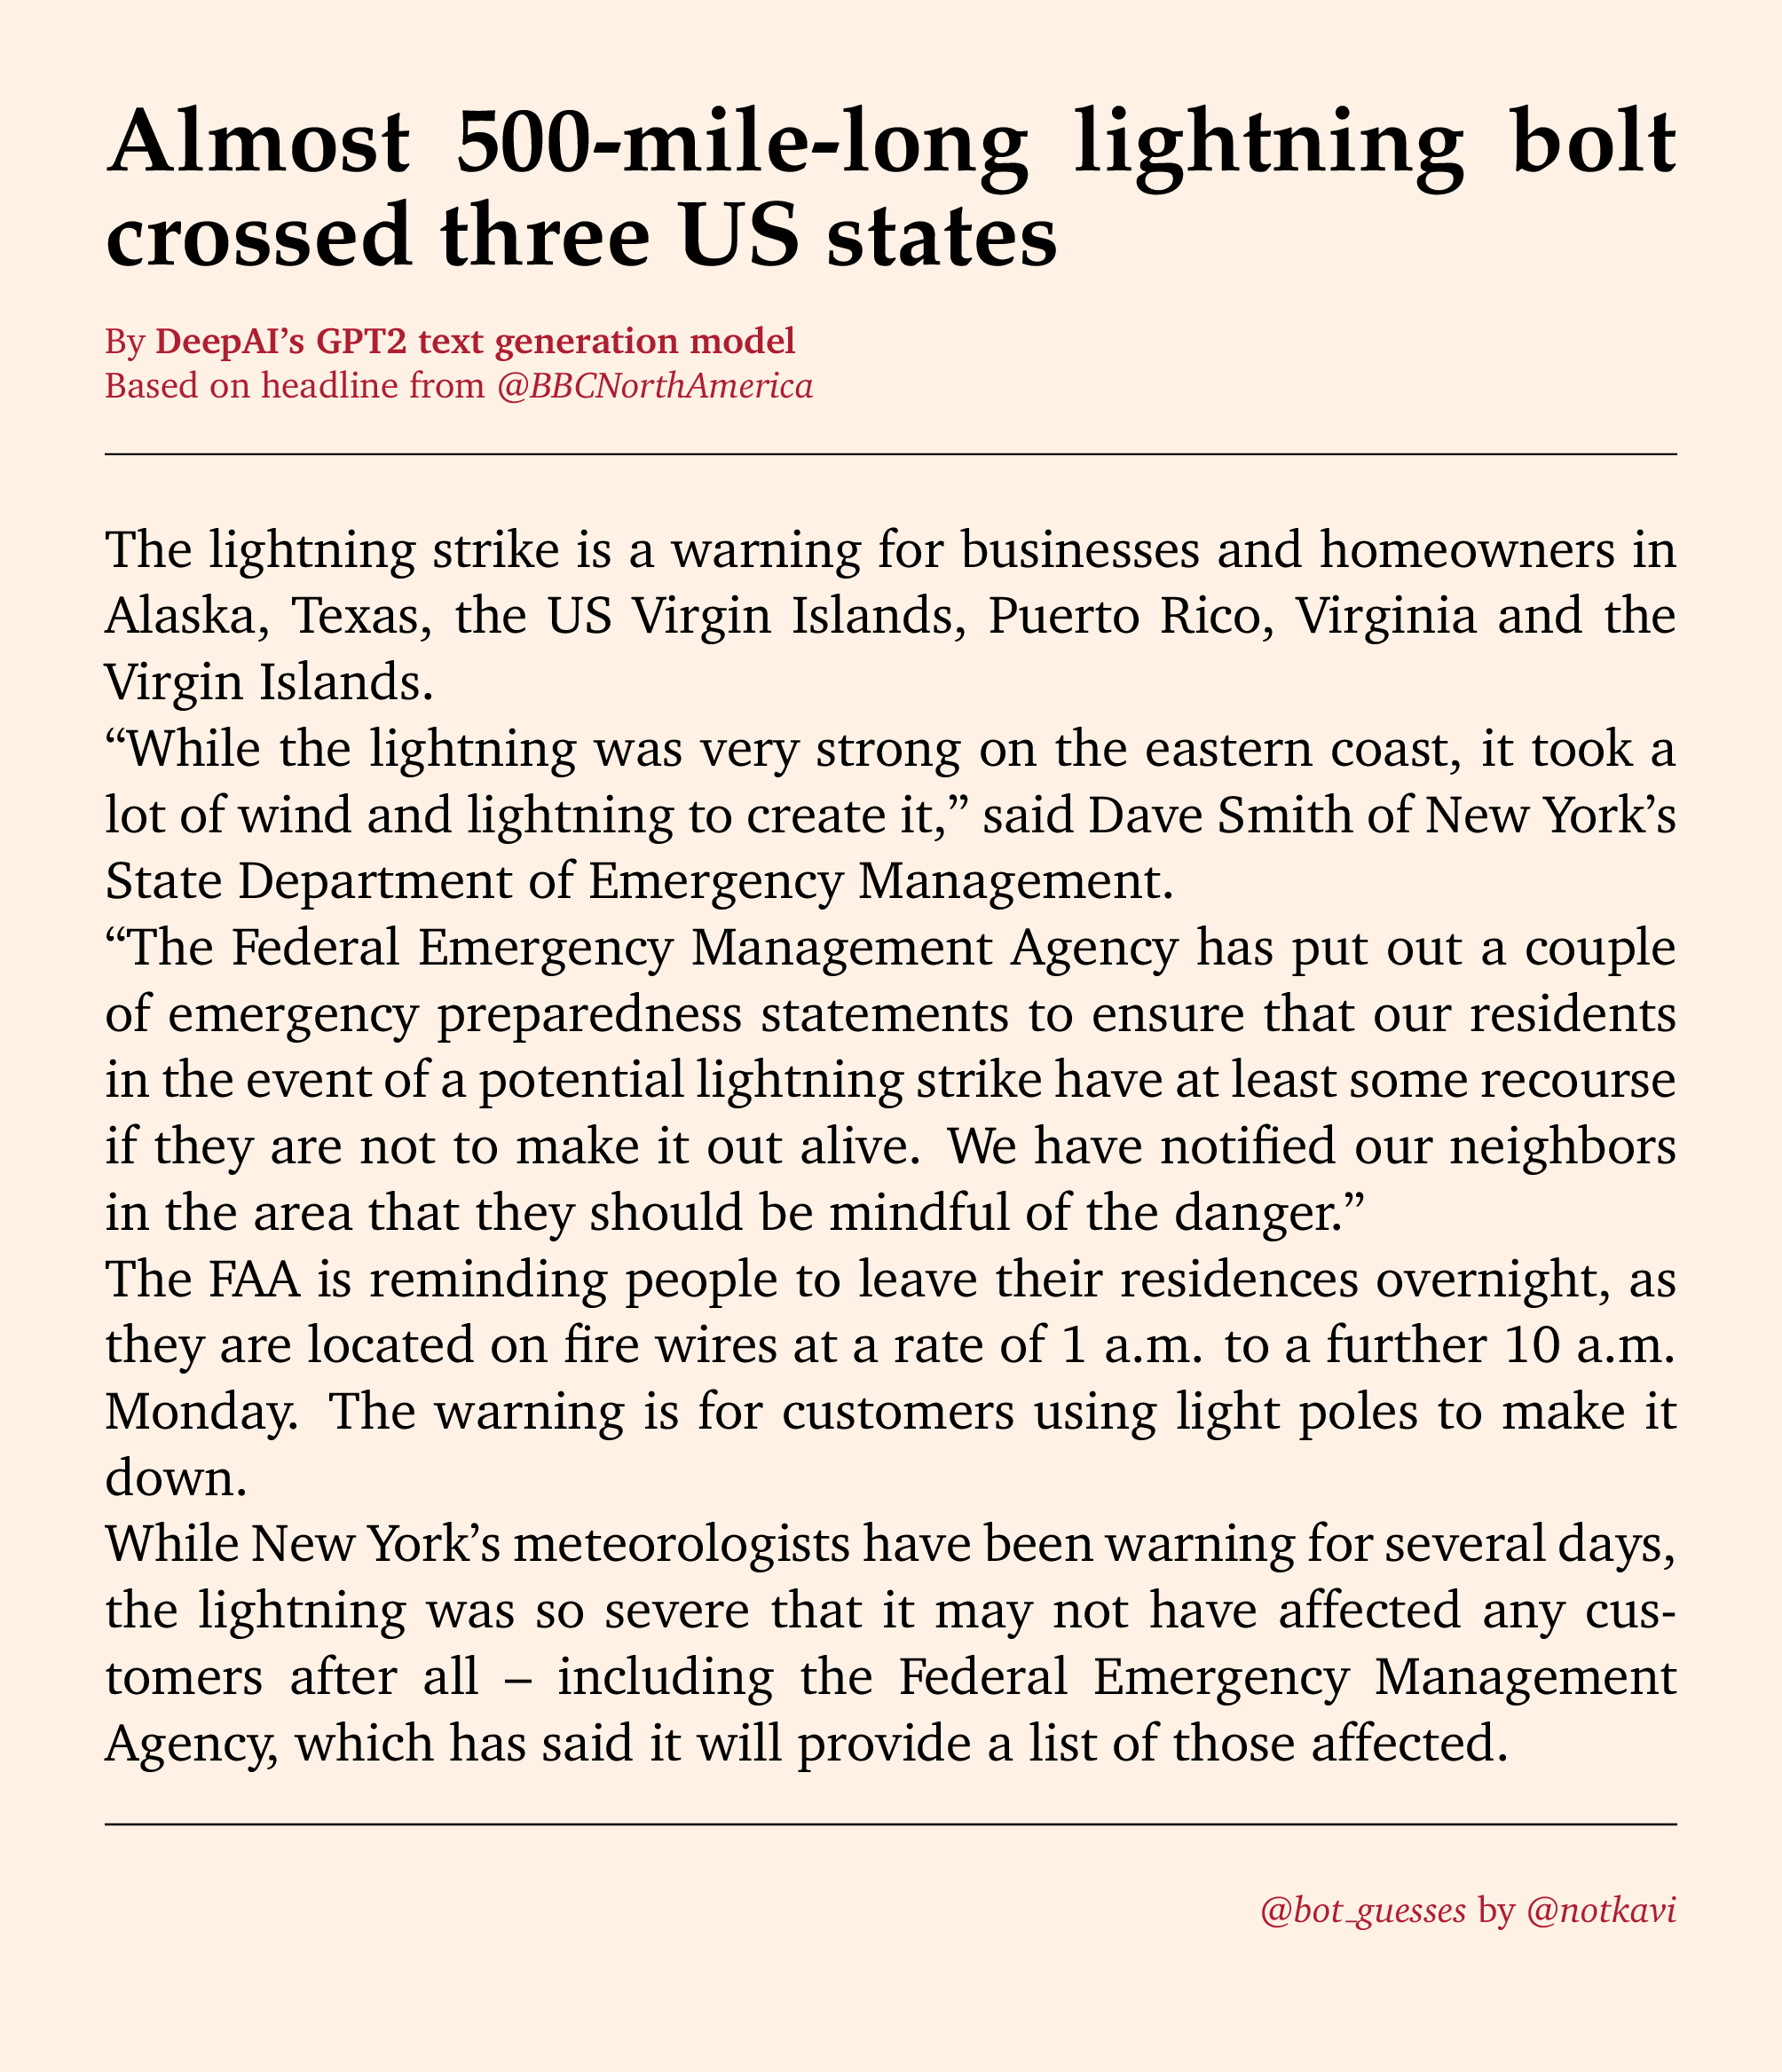 Almost 500-mile-long lightning bolt
crossed three US states
By DeepAI’s GPT2 text generation model
Based on headline from @BBCNorthAmerica
The lightning strike is a warning for businesses and homeowners in
Alaska, Texas, the US Virgin Islands, Puerto Rico, Virginia and the
Virgin Islands.
“While the lightning was very strong on the eastern coast, it took a
lot of wind and lightning to create it,” said Dave Smith of New York’s
State Department of Emergency Management.
“The Federal Emergency Management Agency has put out a couple
of emergency preparedness statements to ensure that our residents
in the event of a potential lightning strike have at least some recourse
if they are not to make it out alive. We have notified our neighbors
in the area that they should be mindful of the danger.”
The FAA is reminding people to leave their residences overnight, as
they are located on fire wires at a rate of 1 a.m. to a further 10 a.m.
Monday. The warning is for customers using light poles to make it
down.
While New York’s meteorologists have been warning for several days,
the lightning was so severe that it may not have affected any cus-
tomers after all – including the Federal Emergency Management
Agency, which has said it will provide a list of those affected.
@bot_guesses by @notkavi